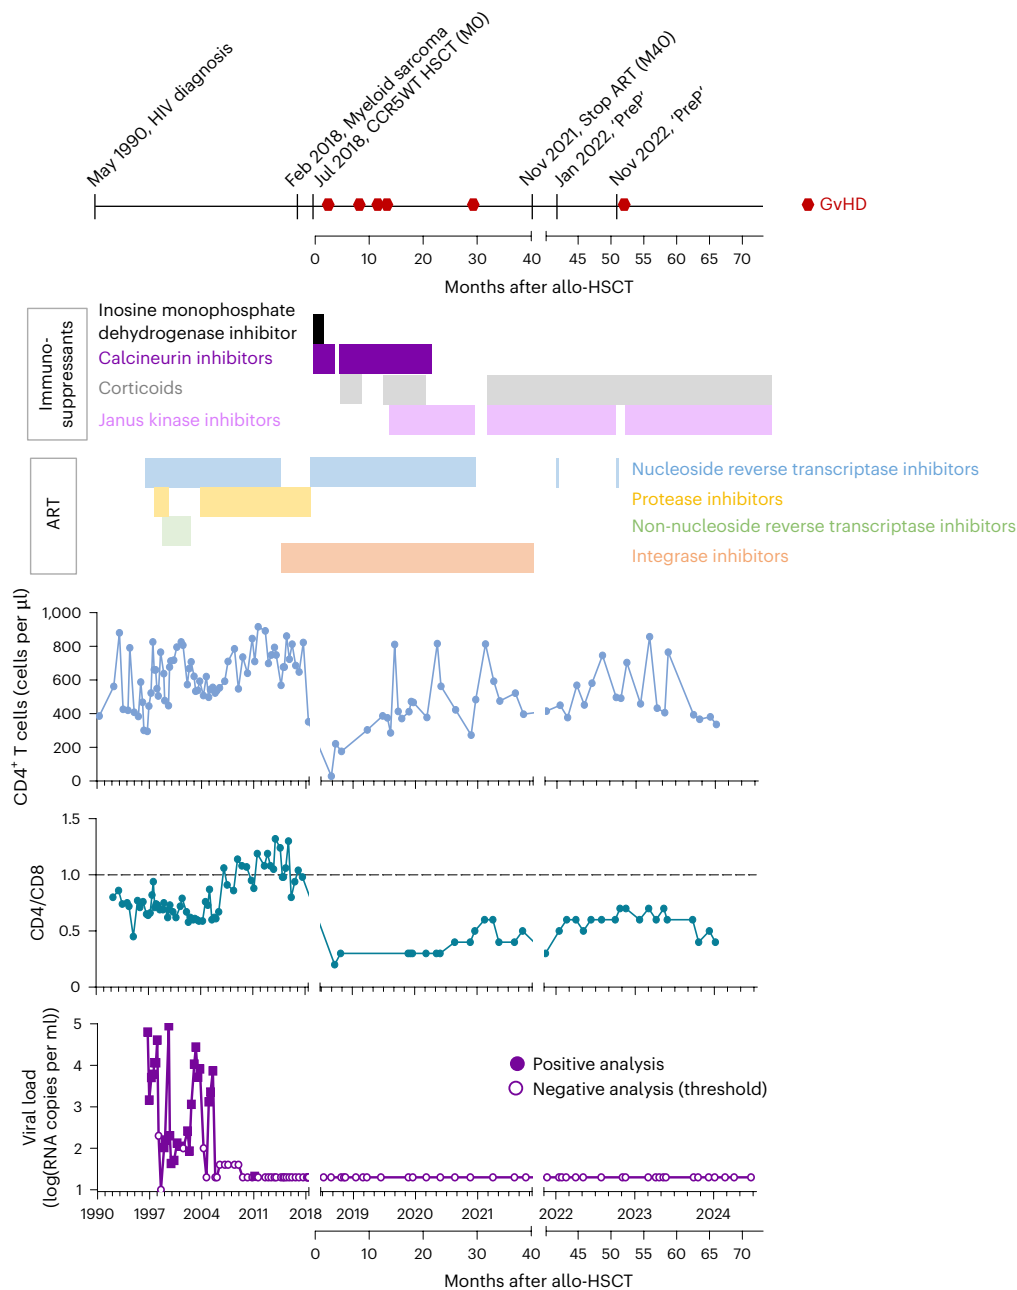 May 1990, HIV diagnosis
Feb 2018, Myeloid sarcoma
Jul 2018, CCR5WT HSCT (M0)
Nov 2021, Stop ART (M40)
Jan 2022, ‘PreP’
Nov 2022, ‘PreP’
GvHD
0 10 20 30 40 45 50 55 60 65 70
Months after allo-HSCT
Immuno-
suppressants
Inosine monophosphate
dehydrogenase inhibitor
Calcineurin inhibitors
Corticoids
Janus kinase inhibitors
ART
Nucleoside reverse transcriptase inhibitors
Protease inhibitors
Non-nucleoside reverse transcriptase inhibitors
Integrase inhibitors
CD4⁺ T cells (cells per µl)
1,000
800
600
400
200
0
CD4/CD8
1.5
1.0
0.5
0
Viral load
(log(RNA copies per ml))
5
4
3
2
1
Positive analysis
Negative analysis (threshold)
1990 1997 2004 2011 2018 2019 2020 2021 2022 2023 2024
0 10 20 30 40 45 50 55 60 65 70
Months after allo-HSCT